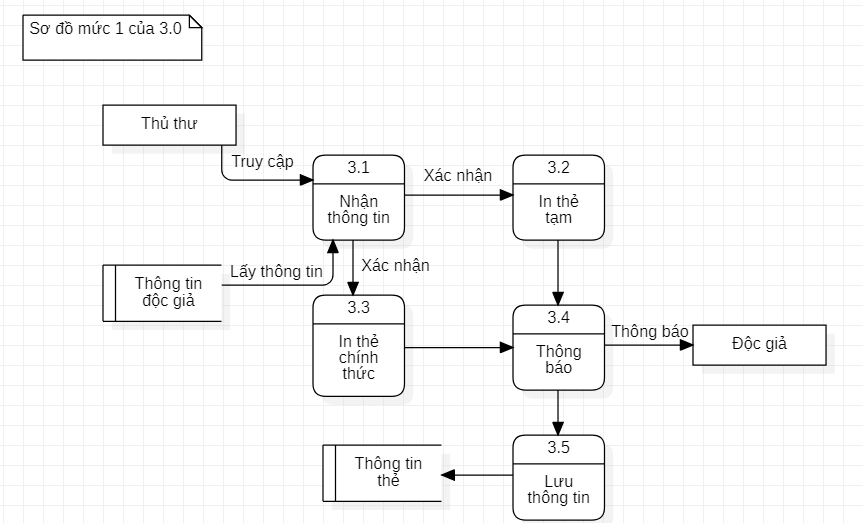 Sơ đồ mức 1 của 3.0
Thủ thư
Truy cập
3.1
Nhận
thông tin
Xác nhận
3.2
In thẻ
tạm
Thông tin
độc giả
Lấy thông tin
Xác nhận
3.3
In thẻ
chính
thức
3.4
Thông
báo
Thông báo
Độc giả
Thông tin
thẻ
3.5
Lưu
thông tin